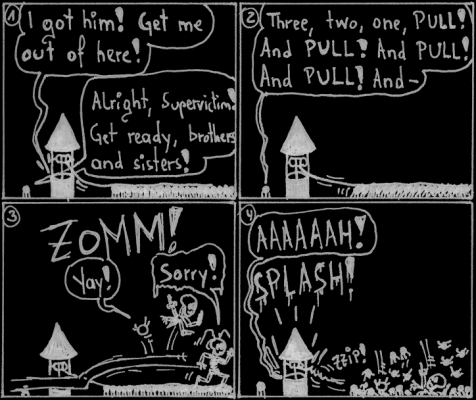 1
I got him! Get me
out of here!
Alright, Supervictim!
Get ready, brothers
and sisters!
2
Three, two, one, PULL!
And PULL! And PULL!
And PULL! And-
3
ZOMM!
Yay!
Sorry!
4
AAAAAAH!
SPLASH!
ZZIP!